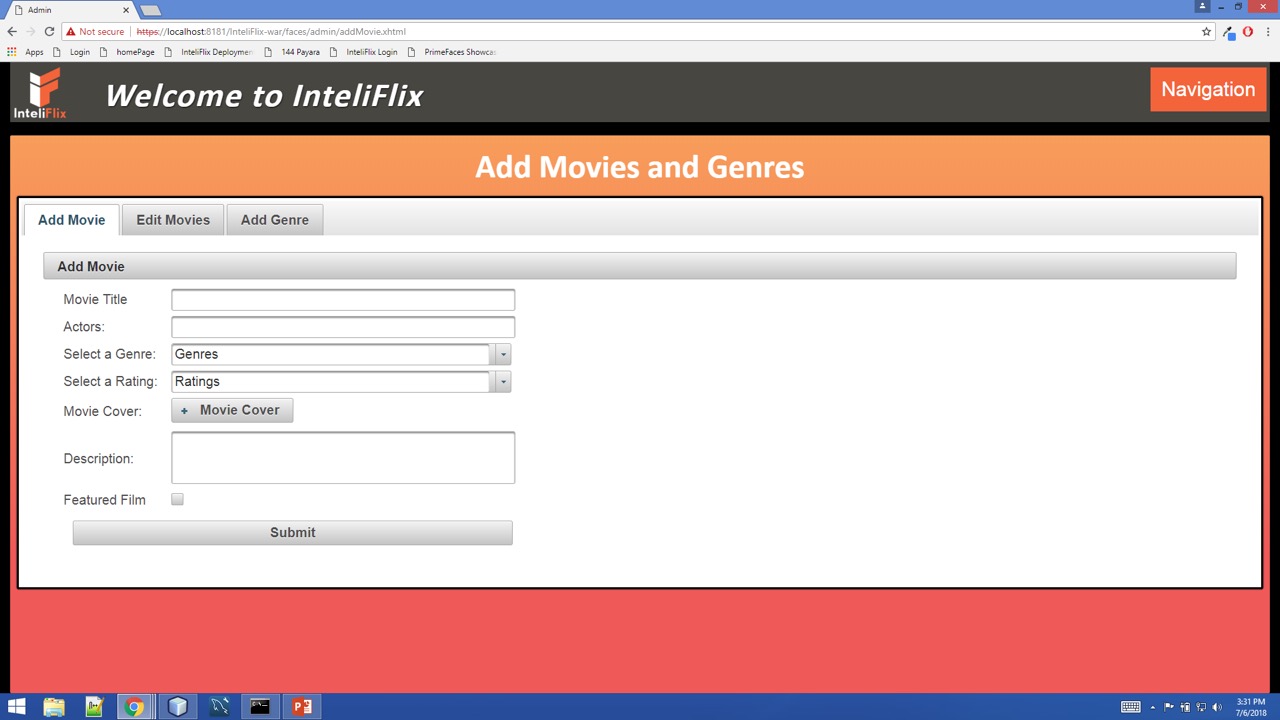 Admin
Not secure https://localhost:8181/InteliFlix-war/faces/admin/addMovie.xhtml
Apps Login homePage InteliFlix Deploymen 144 Payara InteliFlix Login PrimeFaces Showcas
InteliFlix
Welcome to InteliFlix
Navigation
Add Movies and Genres
Add Movie Edit Movies Add Genre
Add Movie
Movie Title
Actors:
Select a Genre: Genres
Select a Rating: Ratings
Movie Cover: + Movie Cover
Description:
Featured Film
Submit
3:31 PM
7/6/2018